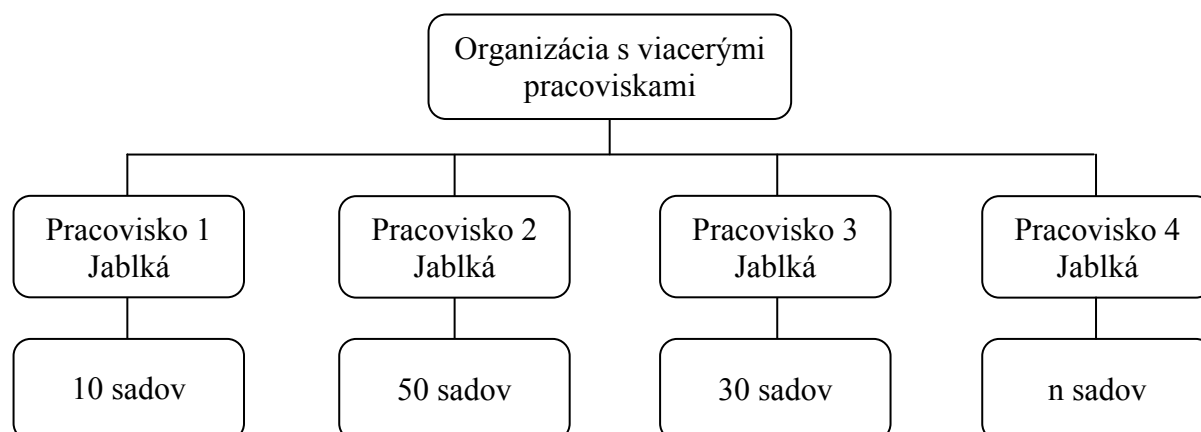 Organizácia s viacerými
pracoviskami
Pracovisko 1
Jablká
Pracovisko 2
Jablká
Pracovisko 3
Jablká
Pracovisko 4
Jablká
10 sadov
50 sadov
30 sadov
n sadov